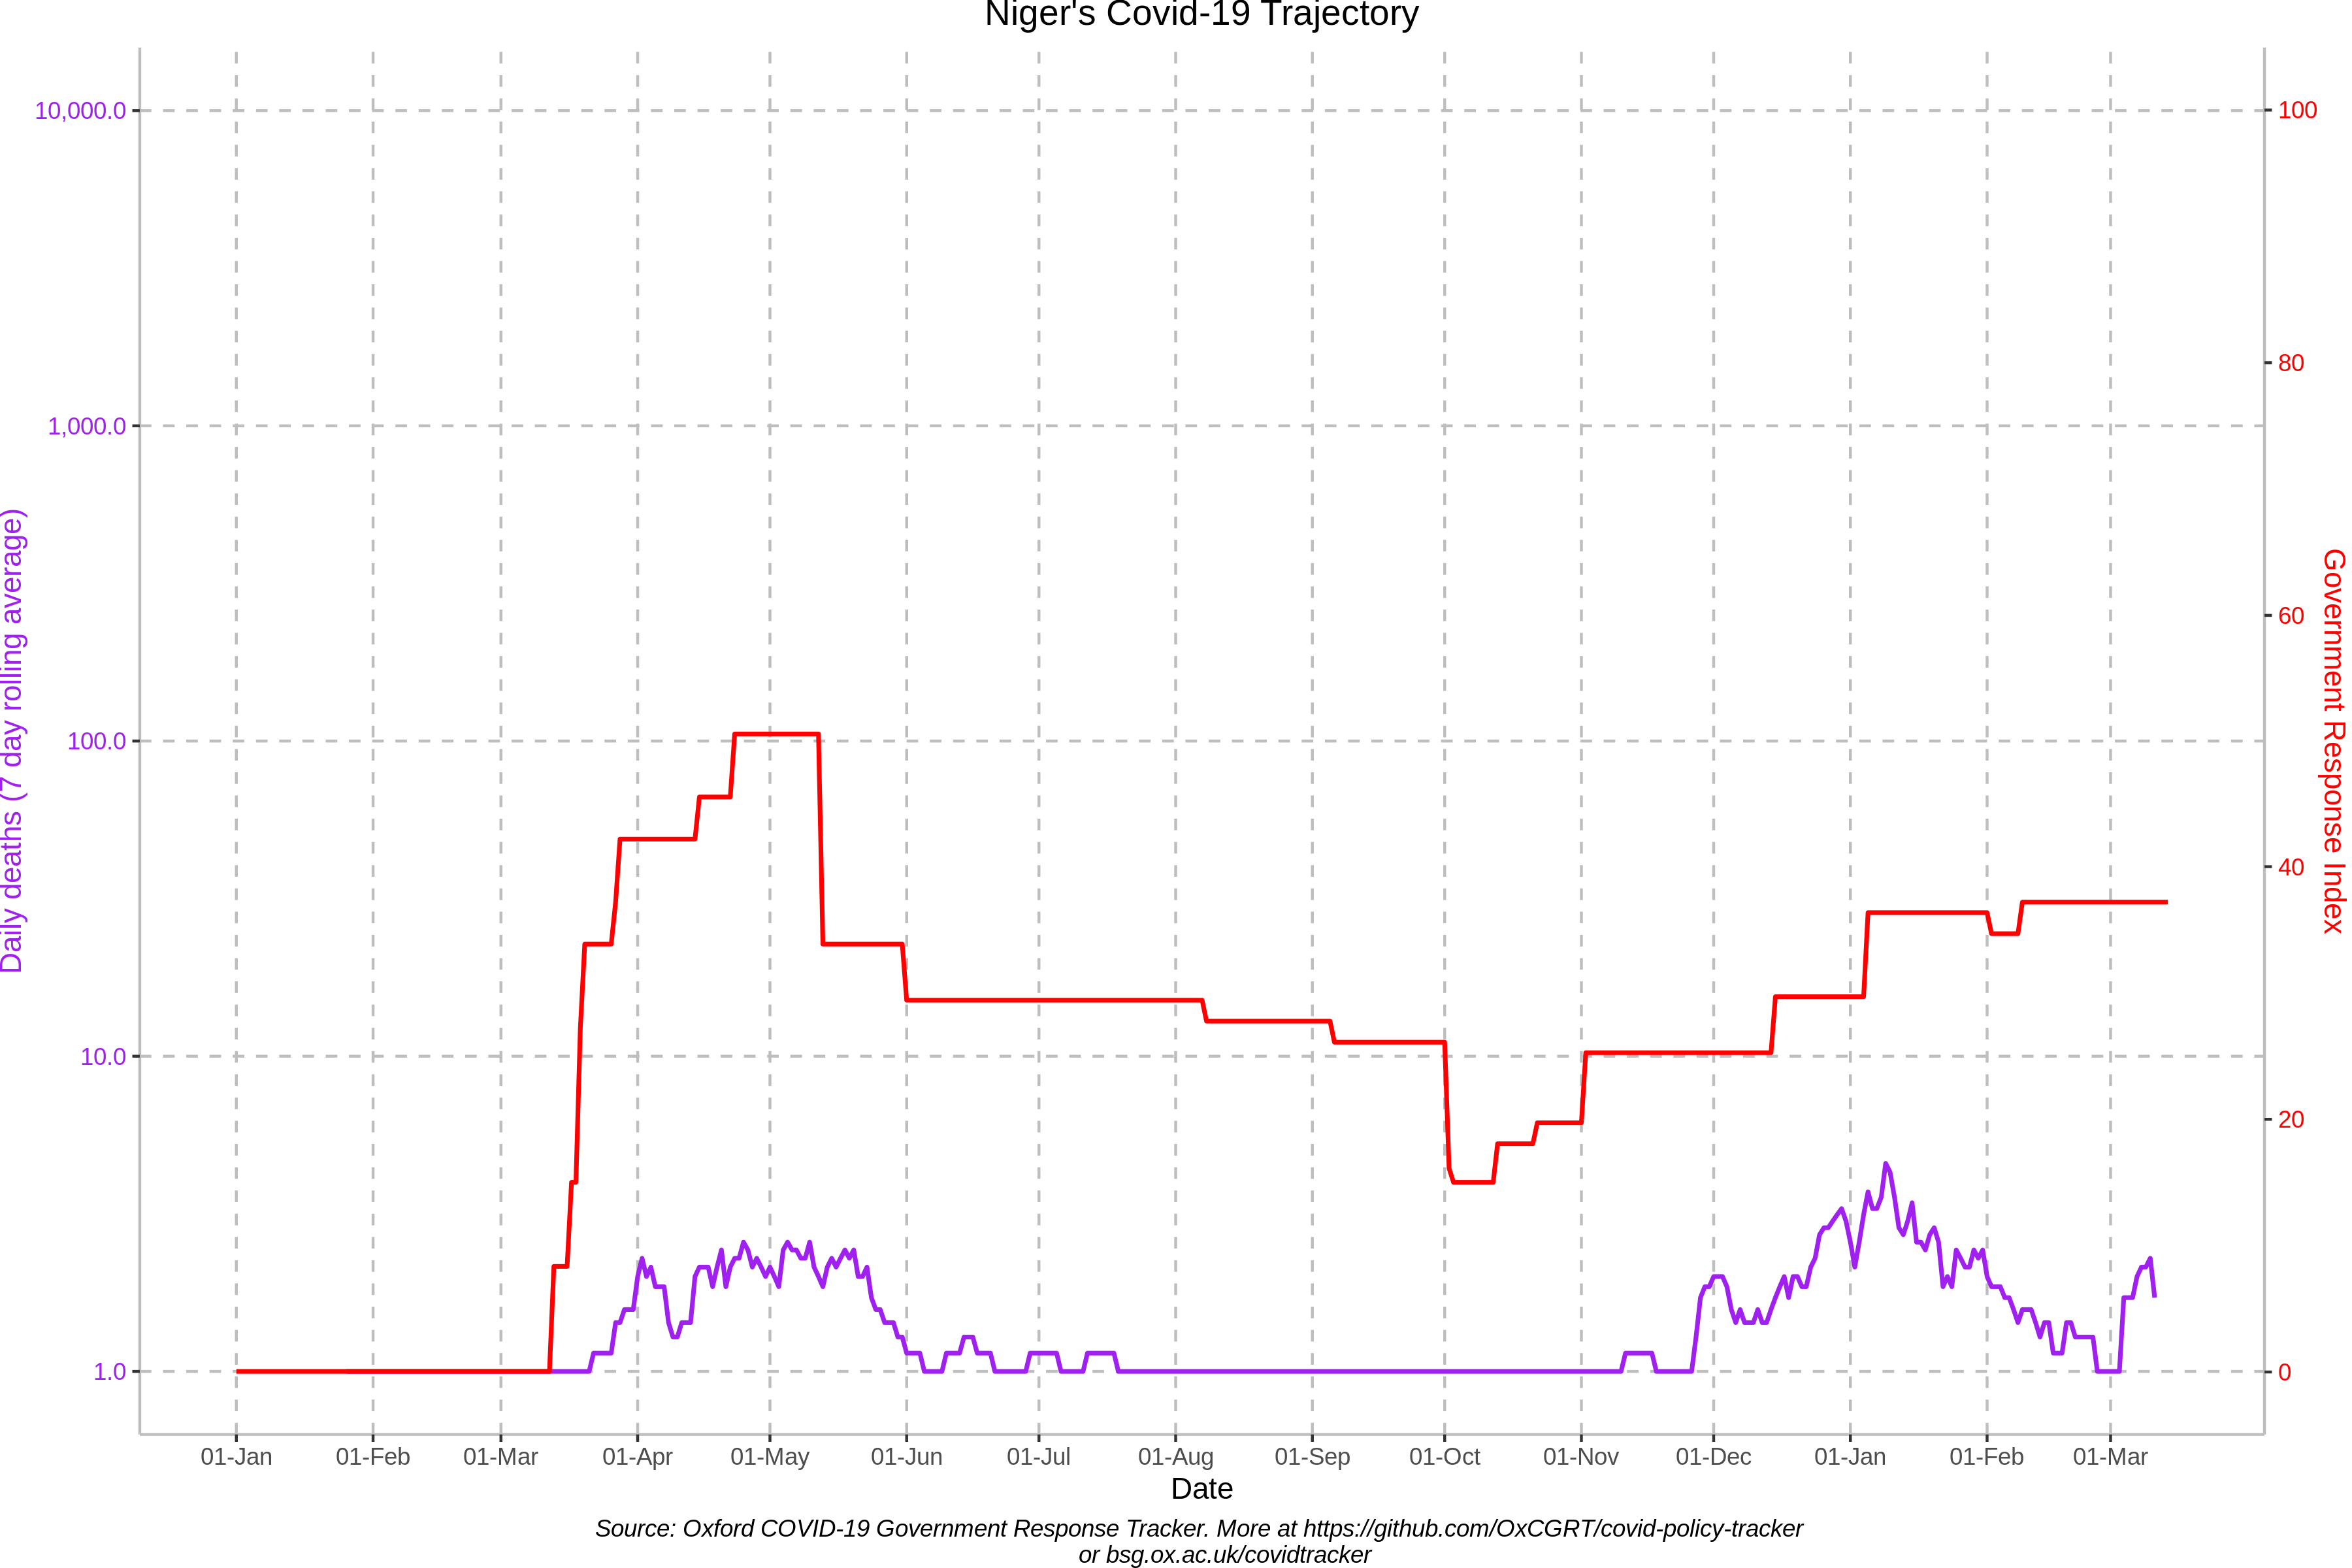 Niger's Covid-19 Trajectory
10,000.0
1,000.0
100.0
10.0
1.0
Daily deaths (7 day rolling average)
100
80
60
40
20
0
Government Response Index
01-Jan 01-Feb 01-Mar 01-Apr 01-May 01-Jun 01-Jul 01-Aug 01-Sep 01-Oct 01-Nov 01-Dec 01-Jan 01-Feb 01-Mar
Date
Source: Oxford COVID-19 Government Response Tracker. More at https://github.com/OxCGRT/covid-policy-tracker
or bsg.ox.ac.uk/covidtracker